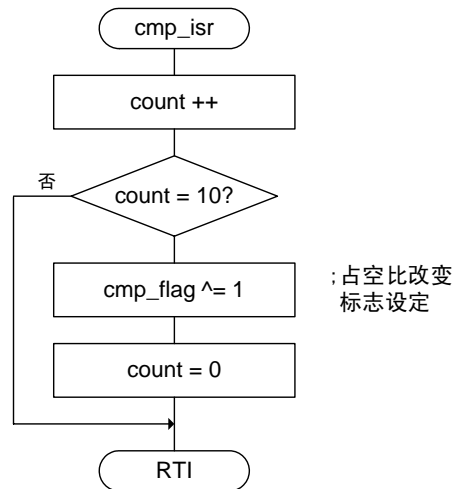 cmp_isr
count ++
否
count = 10?
cmp_flag ^= 1
;占空比改变
标志设定
count = 0
RTI